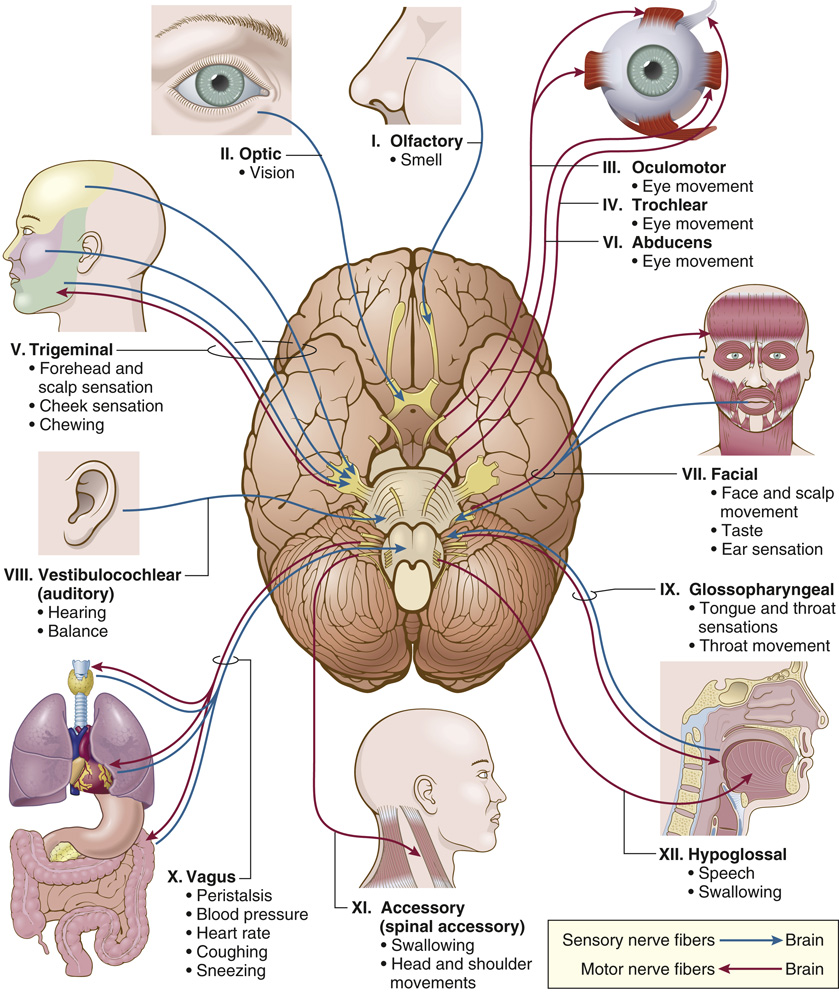 II. Optic
• Vision
I. Olfactory
• Smell
III. Oculomotor
• Eye movement
IV. Trochlear
• Eye movement
VI. Abducens
• Eye movement
V. Trigeminal
• Forehead and
scalp sensation
• Cheek sensation
• Chewing
VII. Facial
• Face and scalp
movement
• Taste
• Ear sensation
VIII. Vestibulocochlear
(auditory)
• Hearing
• Balance
IX. Glossopharyngeal
• Tongue and throat
sensations
• Throat movement
X. Vagus
• Peristalsis
• Blood pressure
• Heart rate
• Coughing
• Sneezing
XI. Accessory
(spinal accessory)
• Swallowing
• Head and shoulder
movements
XII. Hypoglossal
• Speech
• Swallowing
Sensory nerve fibers Brain
Motor nerve fibers Brain